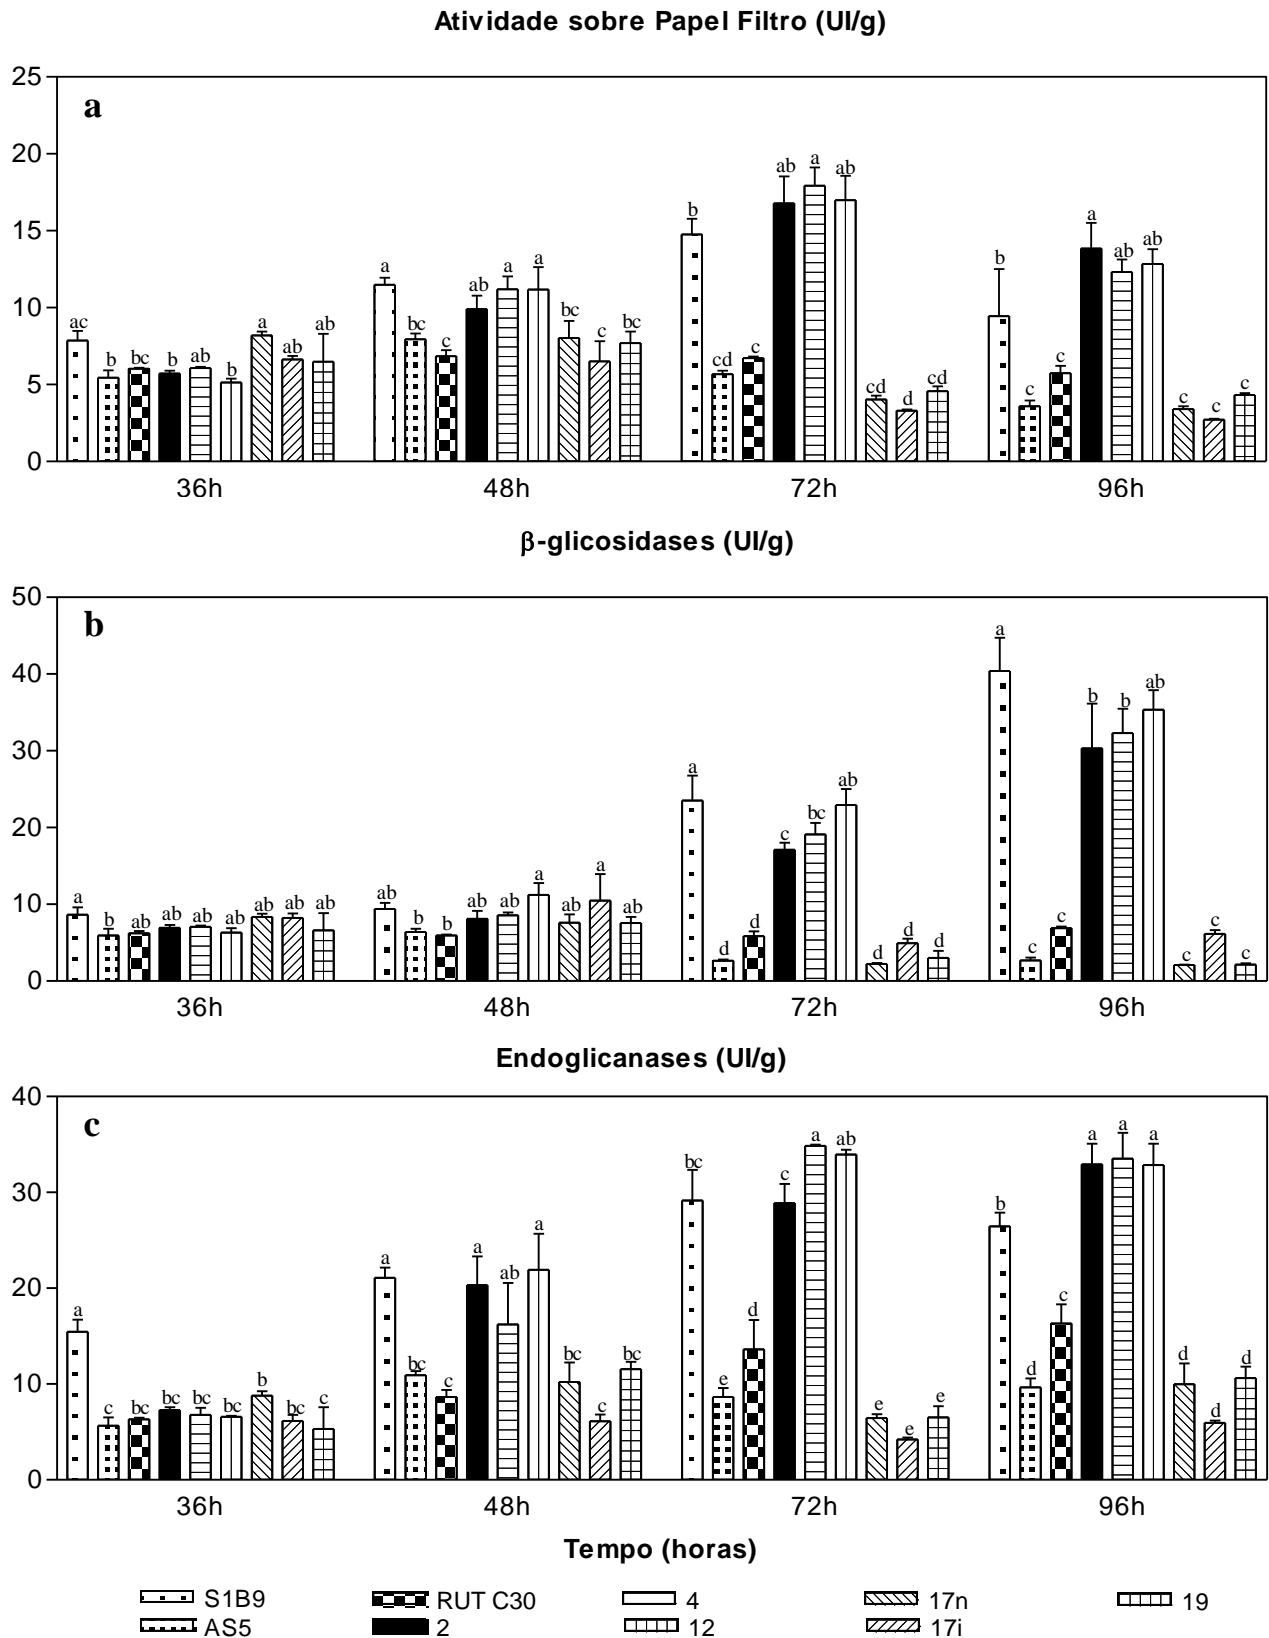 Atividade sobre Papel Filtro (UI/g)
25
a
20
15
10
5
0
ac b bc b ab b a ab ab
a bc c ab a a bc c bc
b cd c ab a ab cd d cd
b c c a ab ab c c c
36h 48h 72h 96h
β-glicosidases (UI/g)
50
b
40
30
20
10
0
a b ab ab ab ab ab ab ab
ab b b ab ab a ab a ab
a d d c bc ab d d d
a c c b b ab c c c
36h 48h 72h 96h
Endoglicanases (UI/g)
40
c
30
20
10
0
a c bc bc bc bc b bc c
a bc c a ab a bc c bc
bc e d c a ab e e e
b d c a a a d d d
36h 48h 72h 96h
Tempo (horas)
S1B9 RUT C30 4 17n 19
AS5 2 12 17i